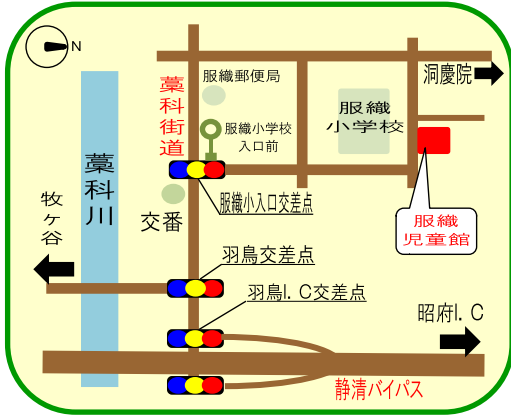 N
服織郵便局
洞慶院
藁科街道
服織小学校
入口前
服織
小学校
藁科川
服織小入口交差点
牧ヶ谷
交番
服織
児童館
羽鳥交差点
羽鳥I.C交差点
昭府I.C
静清バイパス